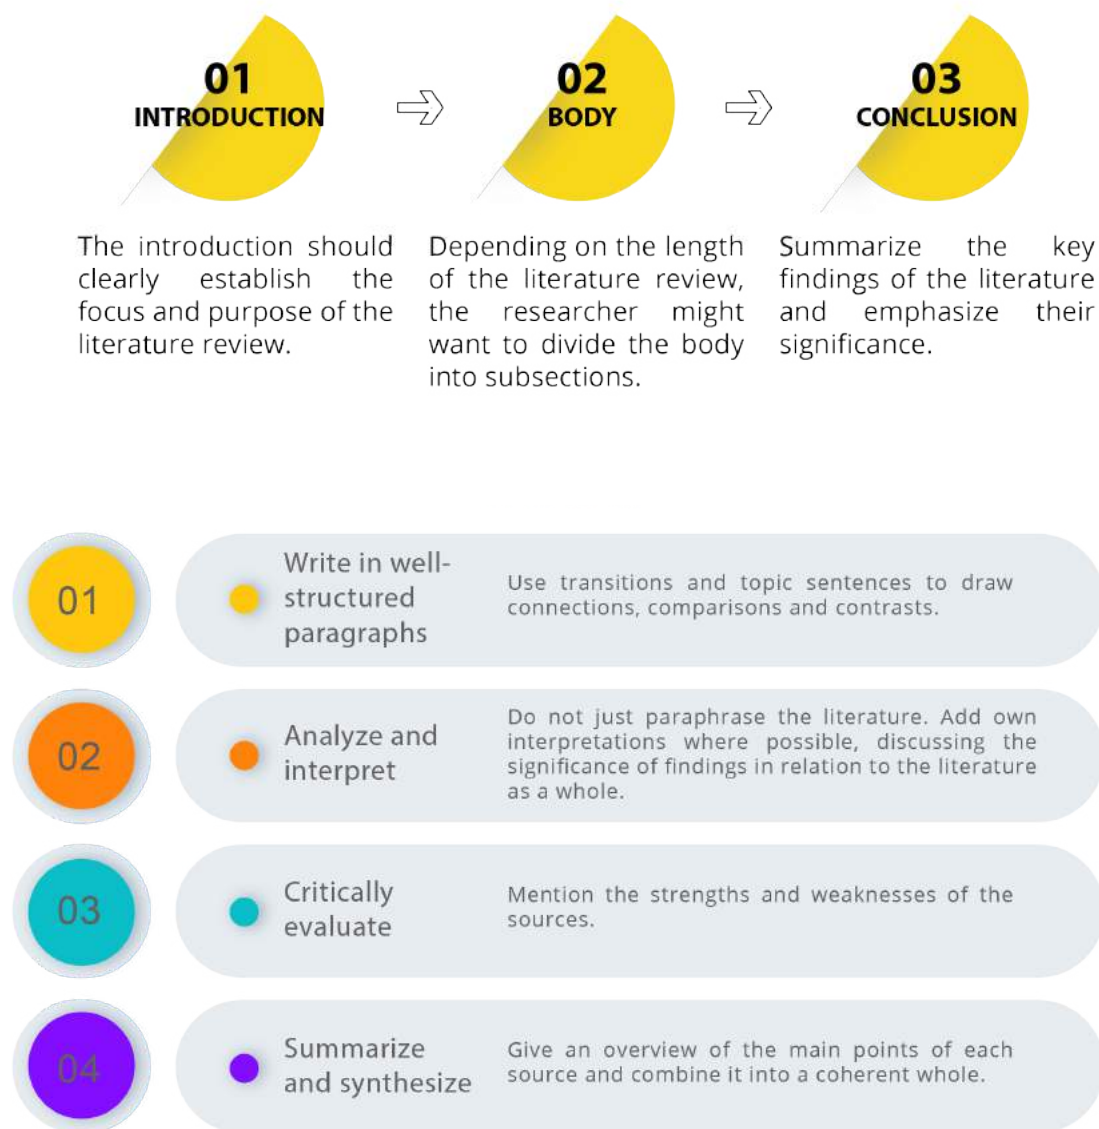 01
INTRODUCTION
The introduction should
clearly establish the
focus and purpose of the
literature review.
02
BODY
Depending on the length
of the literature review,
the researcher might
want to divide the body
into subsections.
03
CONCLUSION
Summarize the key
findings of the literature
and emphasize their
significance.
01
Write in well-
structured
paragraphs
Use transitions and topic sentences to draw
connections, comparisons and contrasts.
02
Analyze and
interpret
Do not just paraphrase the literature. Add own
interpretations where possible, discussing the
significance of findings in relation to the literature
as a whole.
03
Critically
evaluate
Mention the strengths and weaknesses of the
sources.
04
Summarize
and synthesize
Give an overview of the main points of each
source and combine it into a coherent whole.